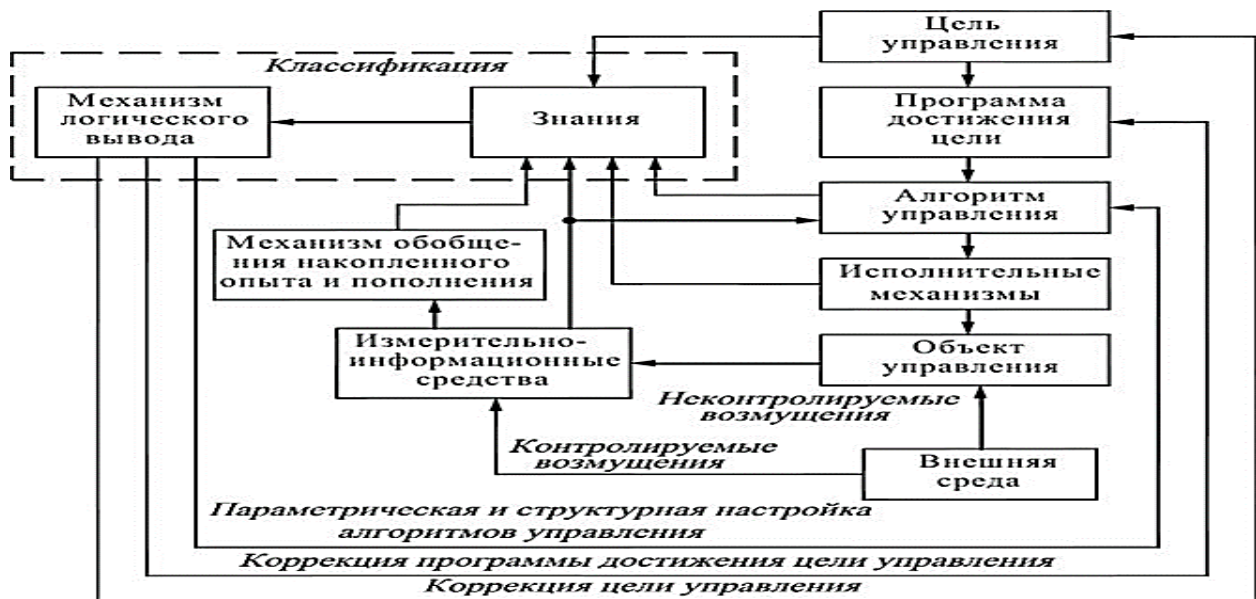 Цель
управления
Классификация
Механизм
логического
вывода
Знания
Программа
достижения
цели
Алгоритм
управления
Механизм обобще-
ния накопленного
опыта и пополнения
Исполнительные
механизмы
Измерительно-
информационные
средства
Объект
управления
Неконтролируемые
возмущения
Контролируемые
возмущения
Внешняя
среда
Параметрическая и структурная настройка
алгоритмов управления
Коррекция программы достижения цели управления
Коррекция цели управления